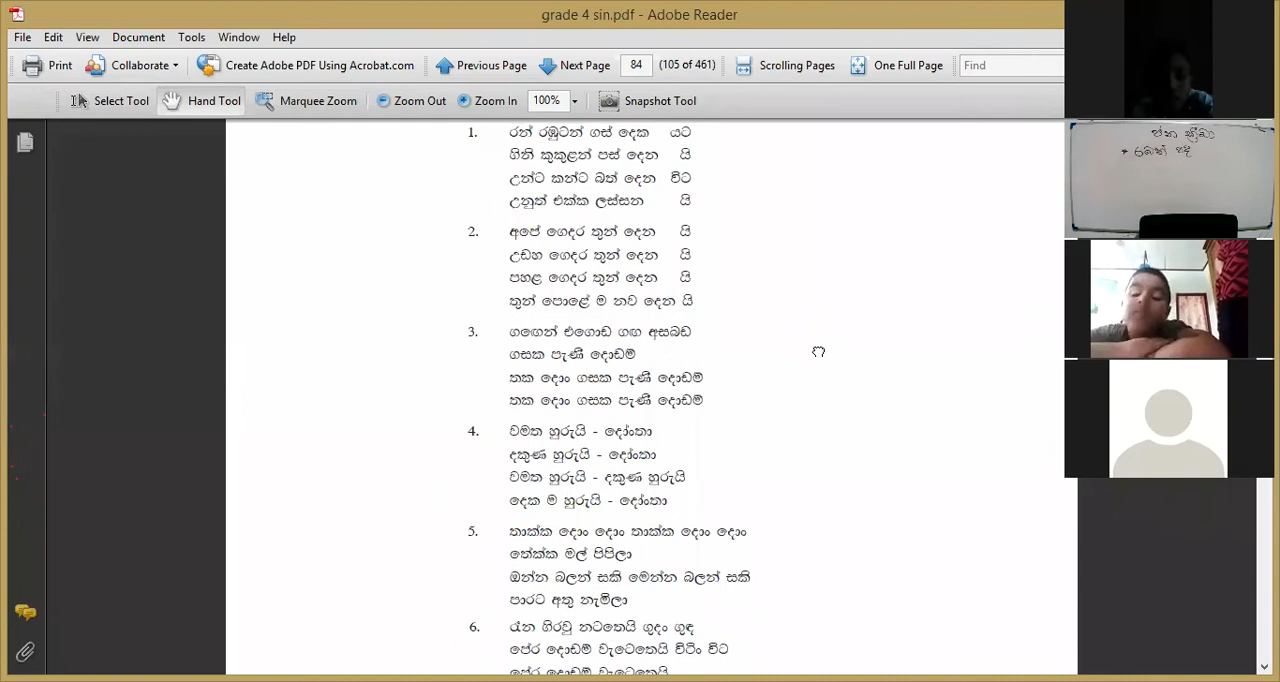 grade 4 sin.pdf - Adobe Reader
File Edit View Document Tools Window Help
Print Collaborate Create Adobe PDF Using Acrobat.com Previous Page Next Page 84 (105 of 461) Scrolling Pages One Full Page Find
Select Tool Hand Tool Marquee Zoom Zoom Out Zoom In 100% Snapshot Tool
1. රන් රඹුටන් ගස් දෙක යට
ගිනි කුකුළන් පස් දෙන යි
උන්ට කන්ට බත් දෙන විට
උනුත් එක්ක ලස්සන යි
2. අපේ ගෙදර තුන් දෙන යි
උඩහ ගෙදර තුන් දෙන යි
පහළ ගෙදර තුන් දෙන යි
තුන් පොළේ ම නව දෙන යි
3. ගඟෙන් එගොඩ ගඟ අසබඩ
ගසක පැණි දොඩම්
තක දොං ගසක පැණි දොඩම්
තක දොං ගසක පැණි දොඩම්
4. වමත හුරුයි - දෝංතා
දකුණ හුරුයි - දෝංතා
වමත හුරුයි - දකුණ හුරුයි
දෙක ම හුරුයි - දෝංතා
5. තාක්ක දොං දොං තාක්ක දොං දොං
තේක්ක මල් පිපිලා
ඔන්න බලන් සකි මෙන්න බලන් සකි
පාරට අතු නැමිලා
6. රෑන ගිරවු නටතෙයි ගුදං ගුඳ
පේර දොඩම් වැටෙතෙයි විටිං විට
පේර දොඩම් වැටෙතෙයි